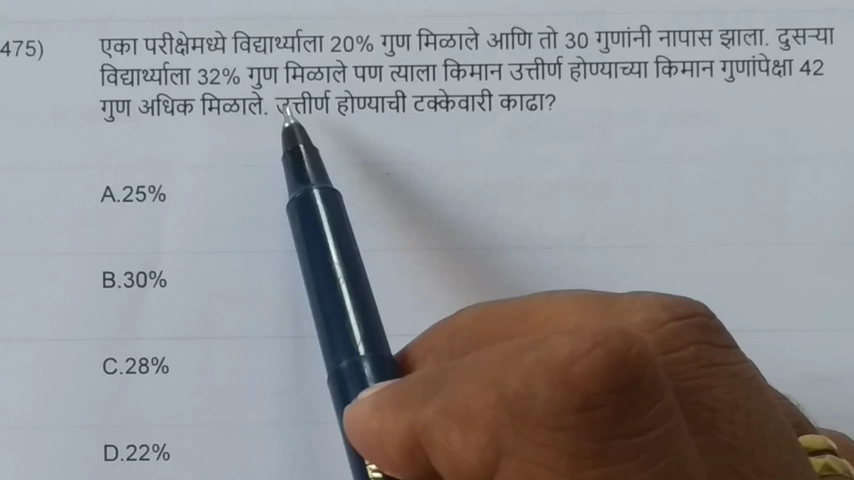 475) एका परीक्षेमध्ये विद्यार्थ्याला 20% गुण मिळाले आणि तो 30 गुणांनी नापास झाला. दुसऱ्या
विद्यार्थ्याला 32% गुण मिळाले पण त्याला किमान उत्तीर्ण होण्याच्या किमान गुणांपेक्षा 42
गुण अधिक मिळाले. उत्तीर्ण होण्याची टक्केवारी काढा?
A.25%
B.30%
C.28%
D.22%